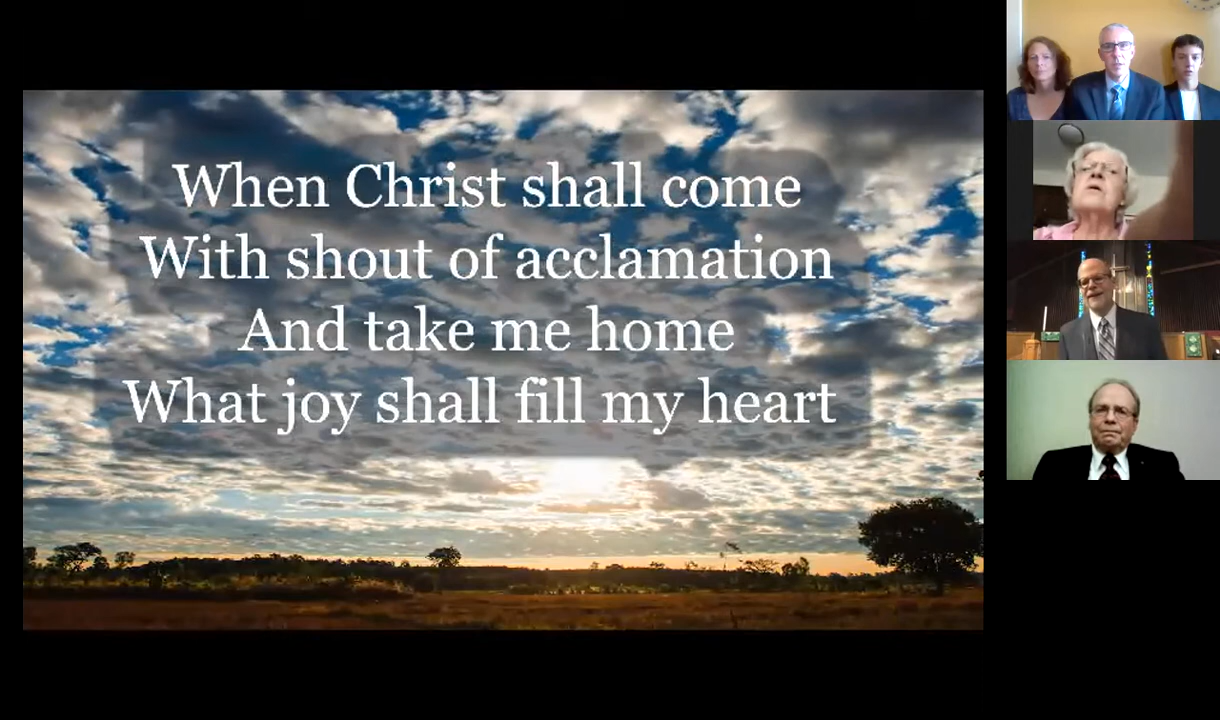 When Christ shall come
With shout of acclamation
And take me home
What joy shall fill my heart